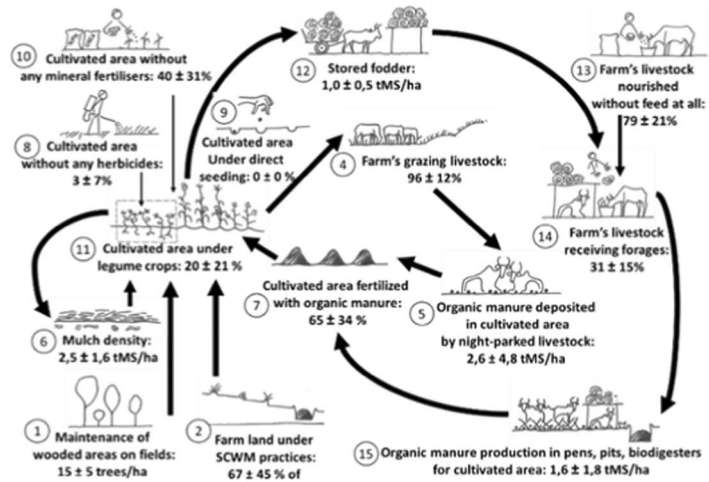 10
Cultivated area without
any mineral fertilisers: 40 ± 31%
12
Stored fodder:
1,0 ± 0,5 tMS/ha
13
Farm's livestock
nourished
without feed at all:
79 ± 21%
8
Cultivated area
without any herbicides:
3 ± 7%
9
Cultivated area
Under direct
seeding: 0 ± 0 %
4
Farm's grazing livestock:
96 ± 12%
11
Cultivated area under
legume crops: 20 ± 21 %
14
Farm's livestock
receiving forages:
31 ± 15%
7
Cultivated area fertilized
with organic manure:
65 ± 34 %
5
Organic manure deposited
in cultivated area
by night-parked livestock:
2,6 ± 4,8 tMS/ha
6
Mulch density:
2,5 ± 1,6 tMS/ha
1
Maintenance of
wooded areas on fields:
15 ± 5 trees/ha
2
Farm land under
SCWM practices:
67 ± 45 % of
15
Organic manure production in pens, pits, biodigesters
for cultivated area: 1,6 ± 1,8 tMS/ha